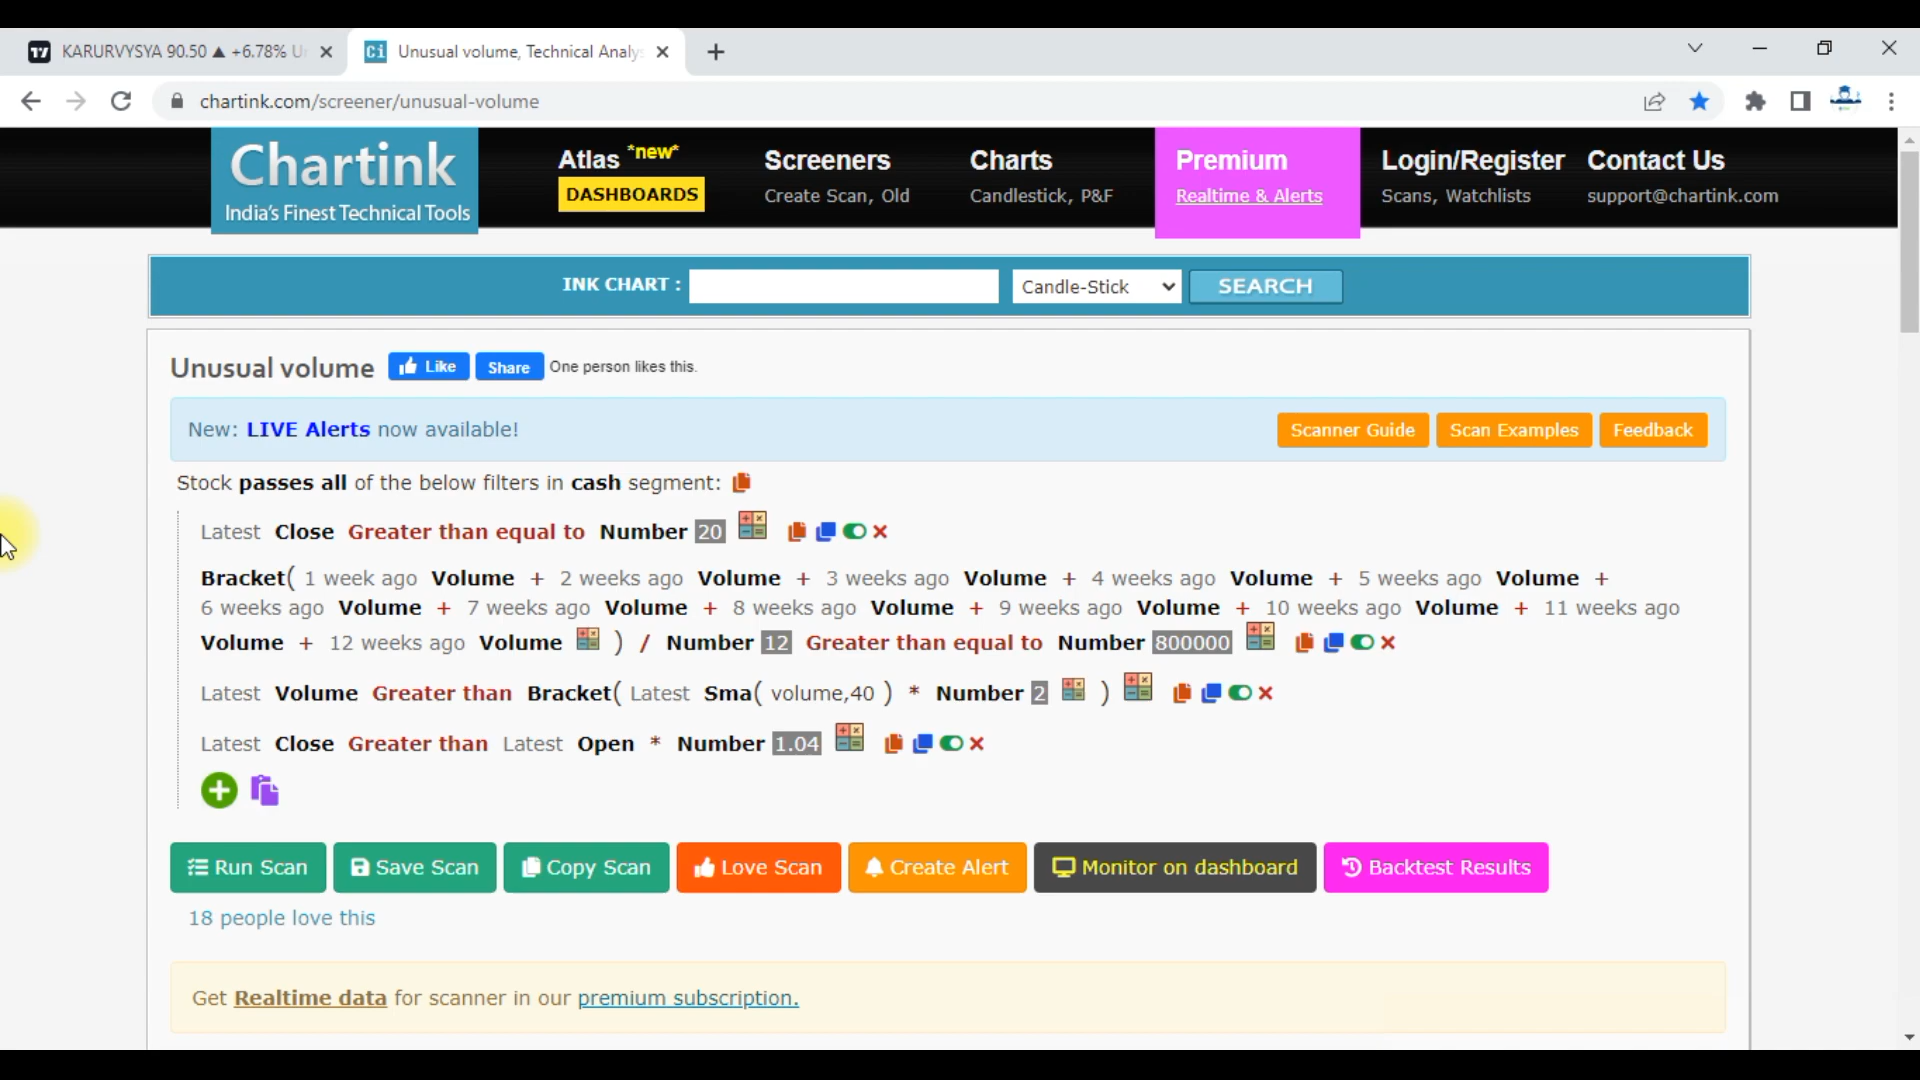 KARURVYSYA 90.50 ▲ +6.78% U
Unusual volume, Technical Analys
chartink.com/screener/unusual-volume
Chartink
India's Finest Technical Tools
Atlas *new*
DASHBOARDS
Screeners
Create Scan, Old
Charts
Candlestick, P&F
Premium
Realtime & Alerts
Login/Register
Scans, Watchlists
Contact Us
support@chartink.com
INK CHART :
Candle-Stick
SEARCH
Unusual volume
Like
Share
One person likes this.
New: LIVE Alerts now available!
Scanner Guide
Scan Examples
Feedback
Stock passes all of the below filters in cash segment:
Latest Close Greater than equal to Number 20
Bracket( 1 week ago Volume + 2 weeks ago Volume + 3 weeks ago Volume + 4 weeks ago Volume + 5 weeks ago Volume +
6 weeks ago Volume + 7 weeks ago Volume + 8 weeks ago Volume + 9 weeks ago Volume + 10 weeks ago Volume + 11 weeks ago
Volume + 12 weeks ago Volume ) / Number 12 Greater than equal to Number 800000
Latest Volume Greater than Bracket( Latest Sma( volume,40 ) * Number 2 )
Latest Close Greater than Latest Open * Number 1.04
Run Scan
Save Scan
Copy Scan
Love Scan
Create Alert
Monitor on dashboard
Backtest Results
18 people love this
Get Realtime data for scanner in our premium subscription.